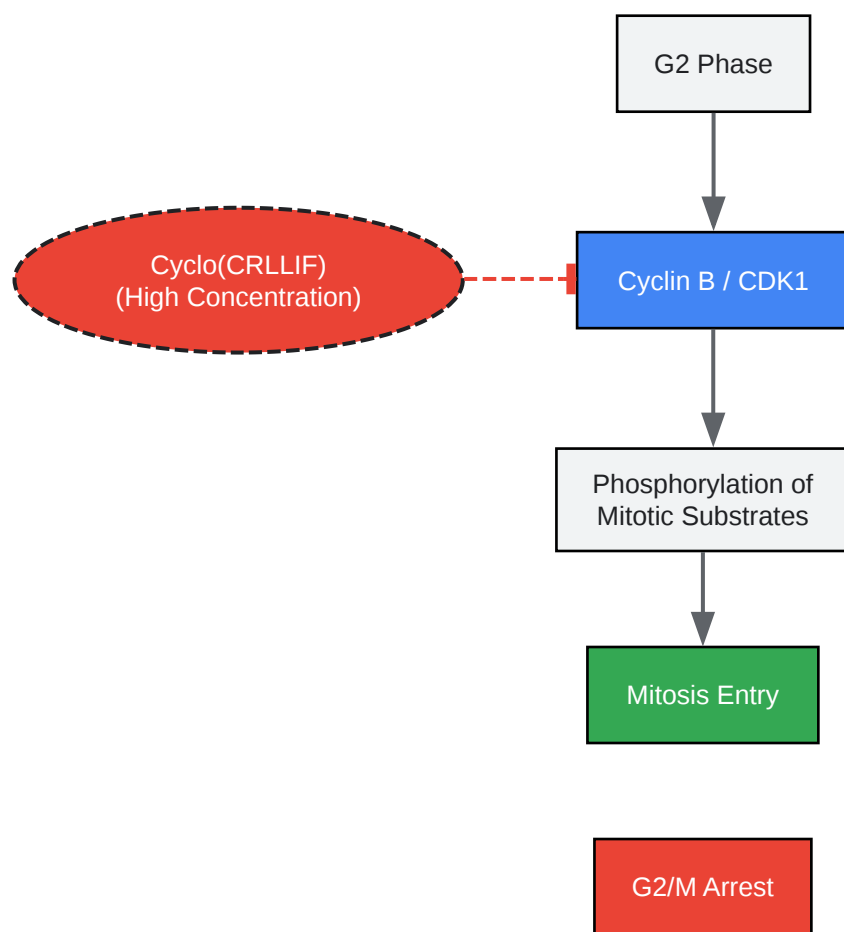 G2 Phase
Cyclo(CRLLIF)
(High Concentration)
Cyclin B / CDK1
Phosphorylation of
Mitotic Substrates
Mitosis Entry
G2/M Arrest